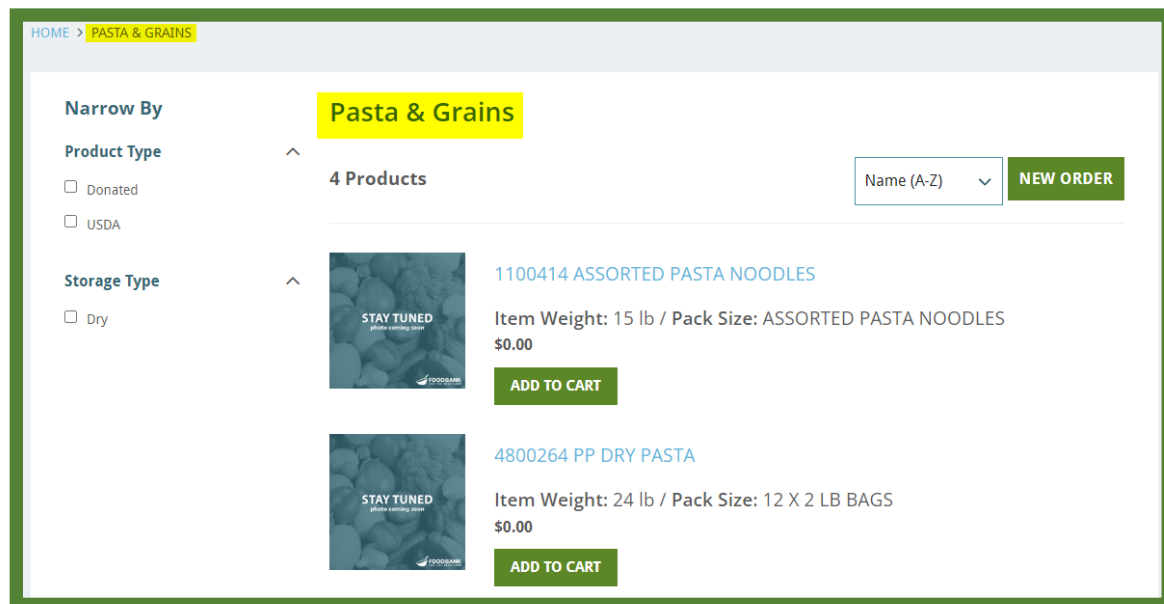 HOME > PASTA & GRAINS
Narrow By
Product Type
Donated
USDA
Storage Type
Dry
Pasta & Grains
4 Products
Name (A-Z)
NEW ORDER
STAY TUNED
photo coming soon
FOODBANK
1100414 ASSORTED PASTA NOODLES
Item Weight: 15 lb / Pack Size: ASSORTED PASTA NOODLES
$0.00
ADD TO CART
STAY TUNED
photo coming soon
FOODBANK
4800264 PP DRY PASTA
Item Weight: 24 lb / Pack Size: 12 X 2 LB BAGS
$0.00
ADD TO CART